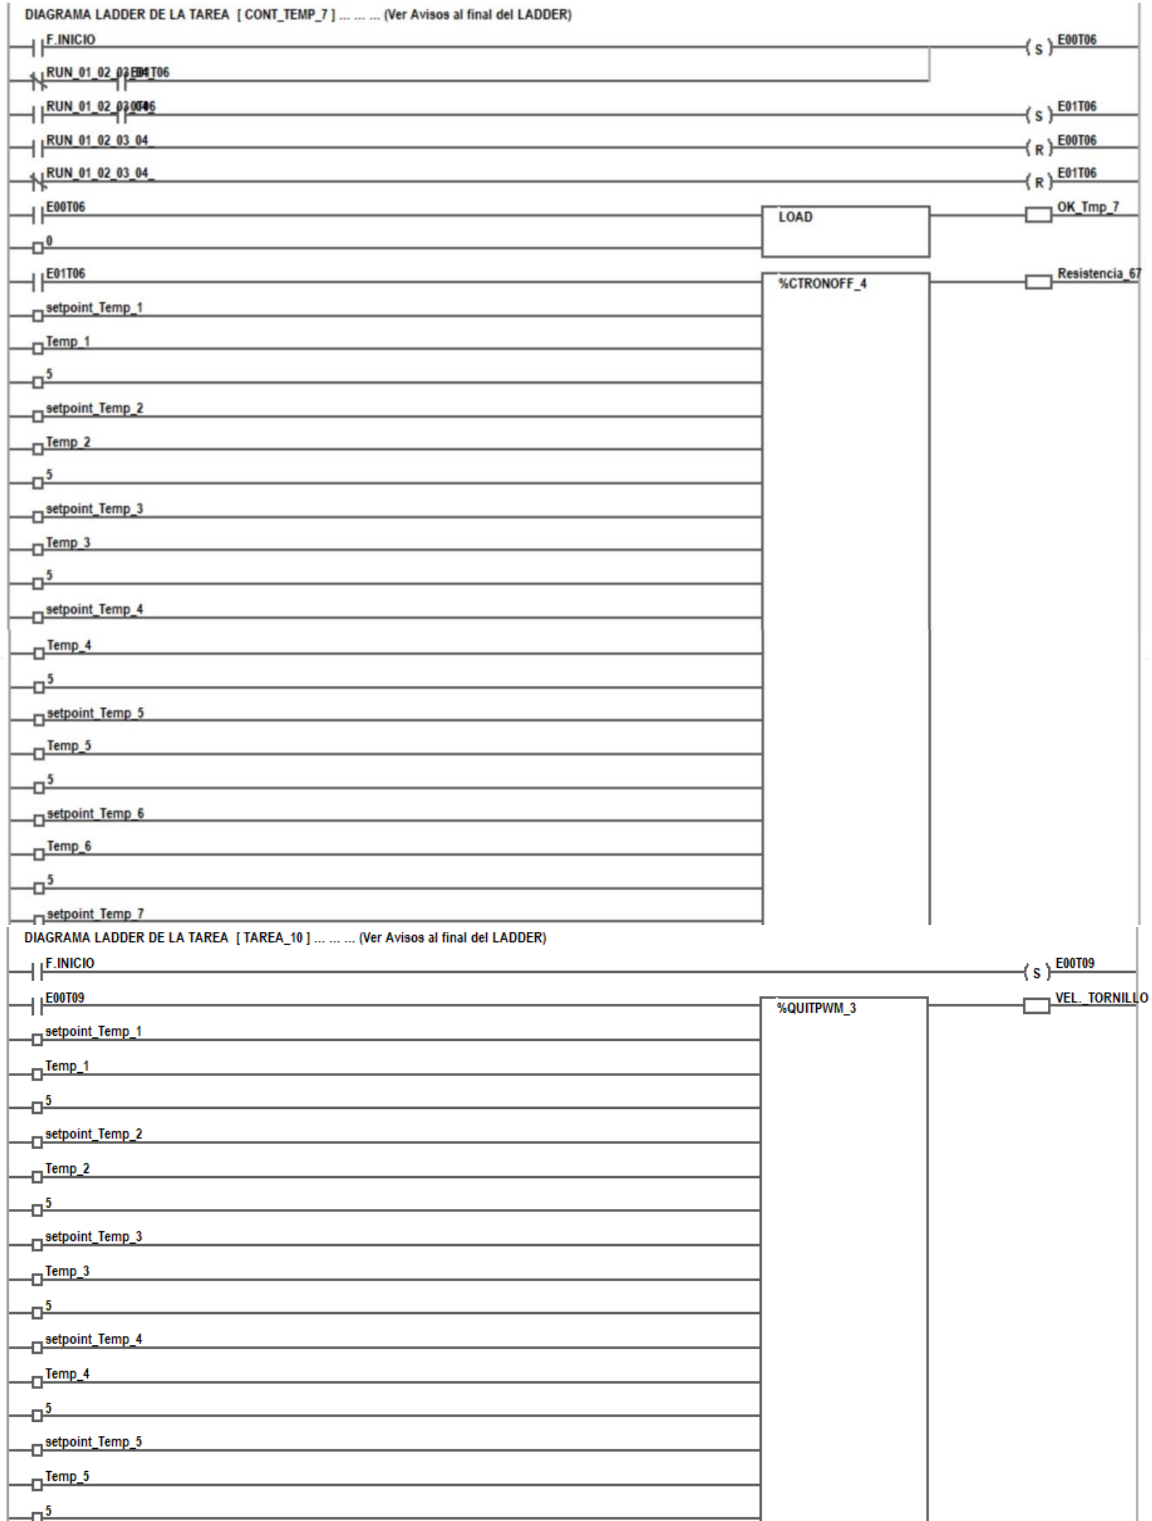 DIAGRAMA LADDER DE LA TAREA [ CONT_TEMP_7 ] ... ... ... (Ver Avisos al final del LADDER)
F.INICIO E00T06
( S )
RUN_01_02_03_04_ E01T06
RUN_01_02_03_04_ E01T06
( S )
RUN_01_02_03_04_ E00T06
( R )
RUN_01_02_03_04_ E01T06
( R )
E00T06 LOAD OK_Tmp_7
0
E01T06 %CTRONOFF_4 Resistencia_67
setpoint_Temp_1
Temp_1
5
setpoint_Temp_2
Temp_2
5
setpoint_Temp_3
Temp_3
5
setpoint_Temp_4
Temp_4
5
setpoint_Temp_5
Temp_5
5
setpoint_Temp_6
Temp_6
5
setpoint_Temp_7
DIAGRAMA LADDER DE LA TAREA [ TAREA_10 ] ... ... ... (Ver Avisos al final del LADDER)
F.INICIO E00T09
( S )
E00T09 %QUITPWM_3 VEL._TORNILLO
setpoint_Temp_1
Temp_1
5
setpoint_Temp_2
Temp_2
5
setpoint_Temp_3
Temp_3
5
setpoint_Temp_4
Temp_4
5
setpoint_Temp_5
Temp_5
5